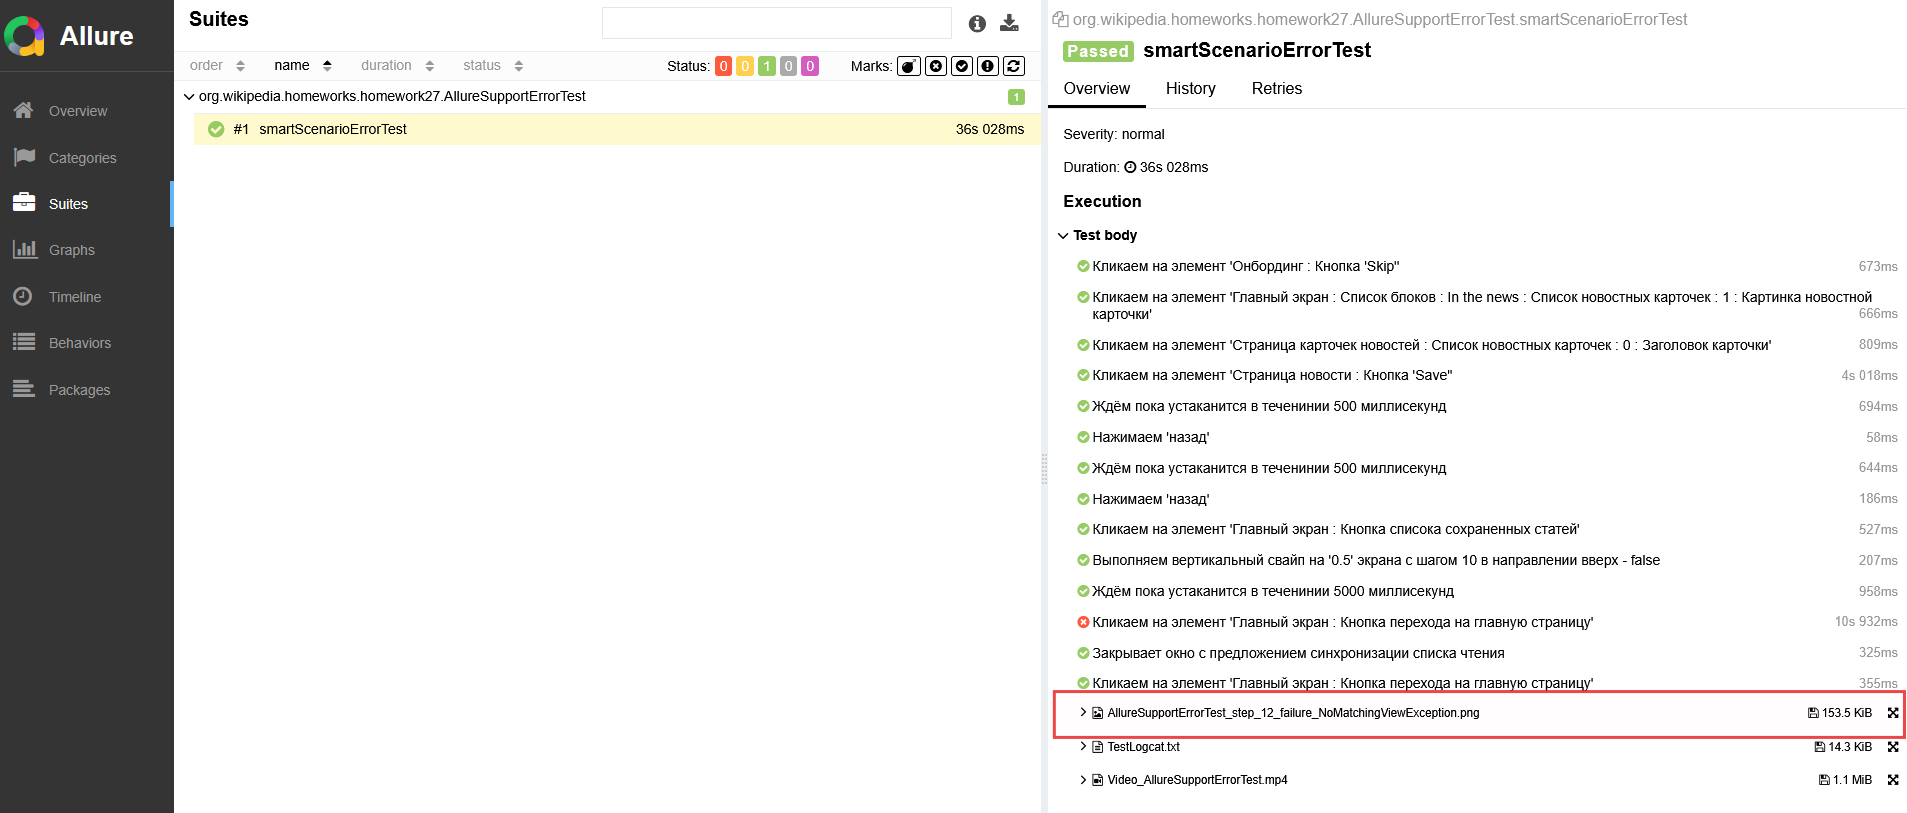 Allure
Overview
Categories
Suites
Graphs
Timeline
Behaviors
Packages
Suites
order name duration status Status: 0 0 1 0 0 Marks:
org.wikipedia.homeworks.homework27.AllureSupportErrorTest 1
#1 smartScenarioErrorTest 36s 028ms
org.wikipedia.homeworks.homework27.AllureSupportErrorTest.smartScenarioErrorTest
Passed smartScenarioErrorTest
Overview History Retries
Severity: normal
Duration: 36s 028ms
Execution
Test body
Кликаем на элемент 'Онбординг : Кнопка 'Skip'' 673ms
Кликаем на элемент 'Главный экран : Список блоков : In the news : Список новостных карточек : 1 : Картинка новостной
карточки' 666ms
Кликаем на элемент 'Страница карточек новостей : Список новостных карточек : 0 : Заголовок карточки' 809ms
Кликаем на элемент 'Страница новости : Кнопка 'Save'' 4s 018ms
Ждём пока устаканится в теченинии 500 миллисекунд 694ms
Нажимаем 'назад' 58ms
Ждём пока устаканится в теченинии 500 миллисекунд 644ms
Нажимаем 'назад' 186ms
Кликаем на элемент 'Главный экран : Кнопка списока сохраненных статей' 527ms
Выполняем вертикальный свайп на '0.5' экрана с шагом 10 в направлении вверх - false 207ms
Ждём пока устаканится в теченинии 5000 миллисекунд 958ms
Кликаем на элемент 'Главный экран : Кнопка перехода на главную страницу' 10s 932ms
Закрывает окно с предложением синхронизации списка чтения 325ms
Кликаем на элемент 'Главный экран : Кнопка перехода на главную страницу' 355ms
AllureSupportErrorTest_step_12_failure_NoMatchingViewException.png 153.5 KiB
TestLogcat.txt 14.3 KiB
Video_AllureSupportErrorTest.mp4 1.1 MiB